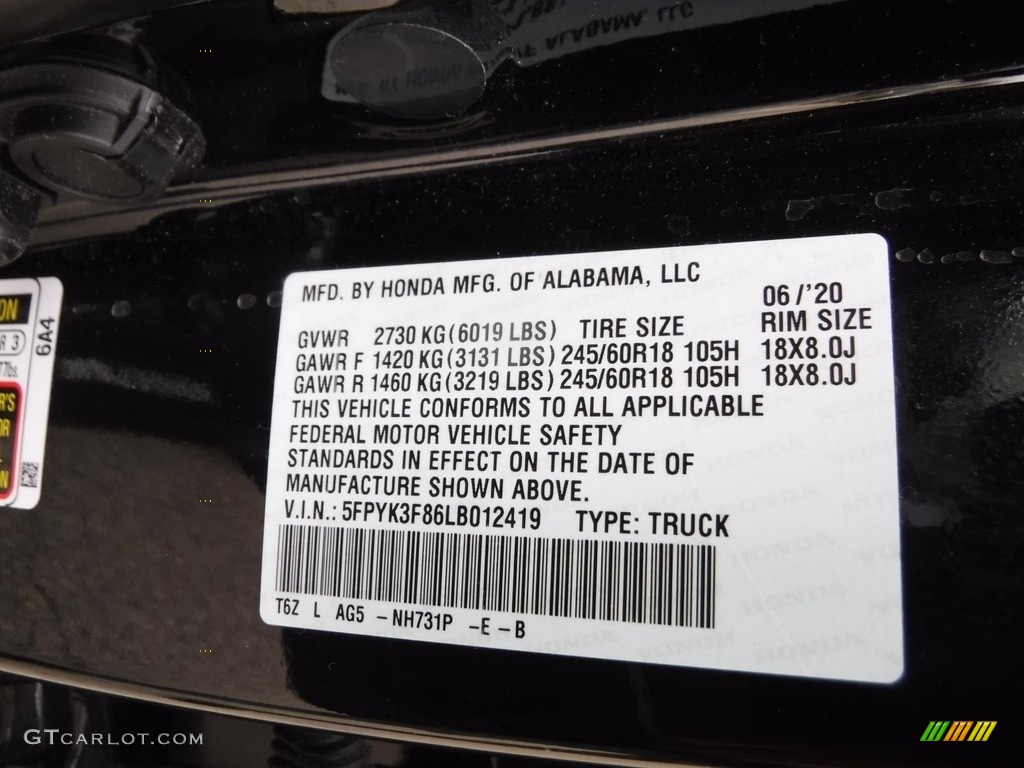 MFD. BY HONDA MFG. OF ALABAMA, LLC
06/'20
GVWR 2730 KG(6019 LBS) TIRE SIZE RIM SIZE
GAWR F 1420 KG(3131 LBS) 245/60R18 105H 18X8.0J
GAWR R 1460 KG(3219 LBS) 245/60R18 105H 18X8.0J
THIS VEHICLE CONFORMS TO ALL APPLICABLE
FEDERAL MOTOR VEHICLE SAFETY
STANDARDS IN EFFECT ON THE DATE OF
MANUFACTURE SHOWN ABOVE.
V.I.N.: 5FPYK3F86LB012419 TYPE: TRUCK
T6Z L AG5 -NH731P -E-B
6A4
GTCARLOT.COM